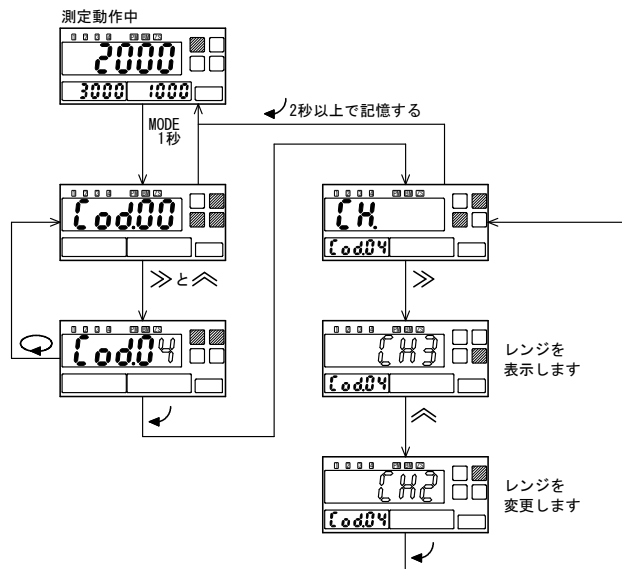 測定動作中
2000
3000 1000
MODE
1秒
2秒以上で記憶する
Cod.00
CH.
Cod.04
≫と︽
≫
Cod.04
CH3
Cod.04
レンジを
表示します
︽
CH2
Cod.04
レンジを
変更します